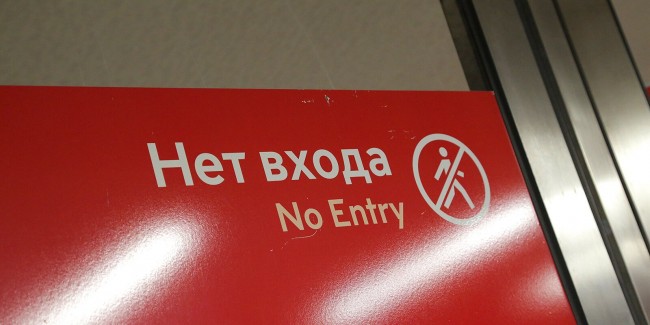 Нет входа
No Entry